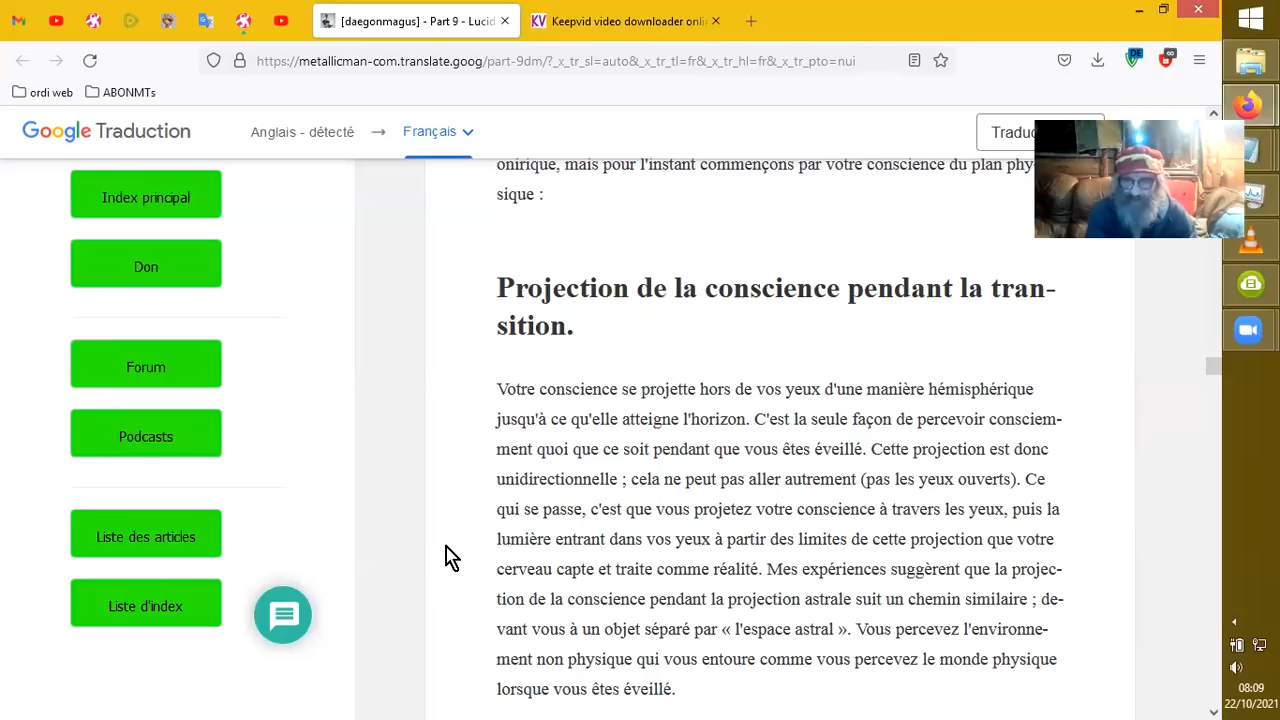 [daegonmagus] - Part 9 - Lucid
Keepvid video downloader onli
https://metallicman-com.translate.goog/part-9dm/?_x_tr_sl=auto&_x_tr_tl=fr&_x_tr_hl=fr&_x_tr_pto=nui
DE
ordi web
ABONMTs
Google Traduction
Anglais - détecté
Français
Traduc
onirique, mais pour l'instant commençons par votre conscience du plan phy-
sique :
Index principal
Don
Forum
Podcasts
Liste des articles
Liste d'index
Projection de la conscience pendant la tran-
sition.
Votre conscience se projette hors de vos yeux d'une manière hémisphérique
jusqu'à ce qu'elle atteigne l'horizon. C'est la seule façon de percevoir consciem-
ment quoi que ce soit pendant que vous êtes éveillé. Cette projection est donc
unidirectionnelle ; cela ne peut pas aller autrement (pas les yeux ouverts). Ce
qui se passe, c'est que vous projetez votre conscience à travers les yeux, puis la
lumière entrant dans vos yeux à partir des limites de cette projection que votre
cerveau capte et traite comme réalité. Mes expériences suggèrent que la projec-
tion de la conscience pendant la projection astrale suit un chemin similaire ; de-
vant vous à un objet séparé par « l'espace astral ». Vous percevez l'environne-
ment non physique qui vous entoure comme vous percevez le monde physique
lorsque vous êtes éveillé.
08:09
22/10/2021